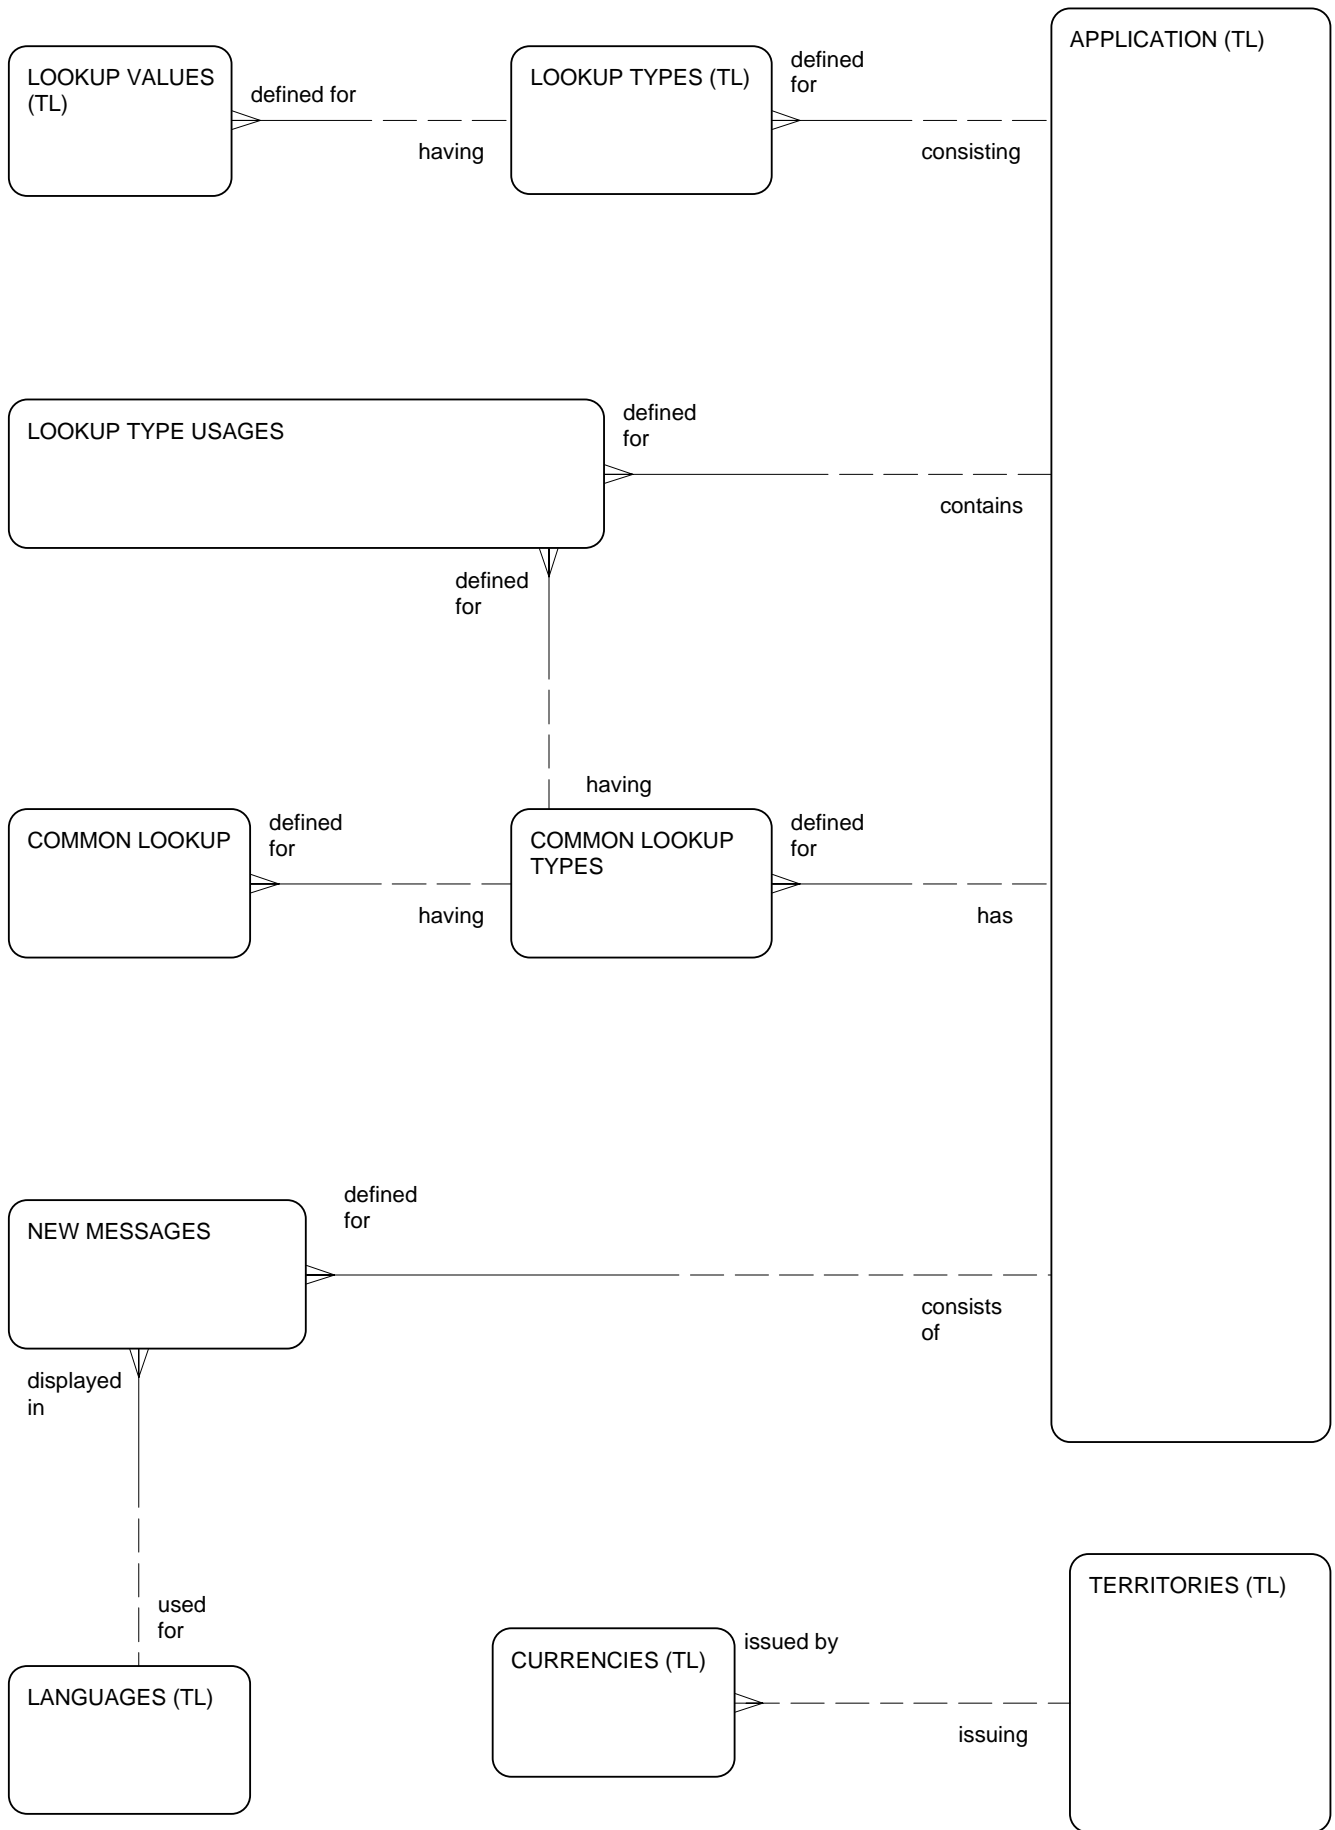 APPLICATION (TL)
LOOKUP VALUES
(TL)
defined for
having
LOOKUP TYPES (TL)
defined
for
consisting
LOOKUP TYPE USAGES
defined
for
contains
defined
for
having
COMMON LOOKUP
defined
for
having
COMMON LOOKUP
TYPES
defined
for
has
NEW MESSAGES
defined
for
consists
of
displayed
in
used
for
LANGUAGES (TL)
CURRENCIES (TL)
issued by
issuing
TERRITORIES (TL)